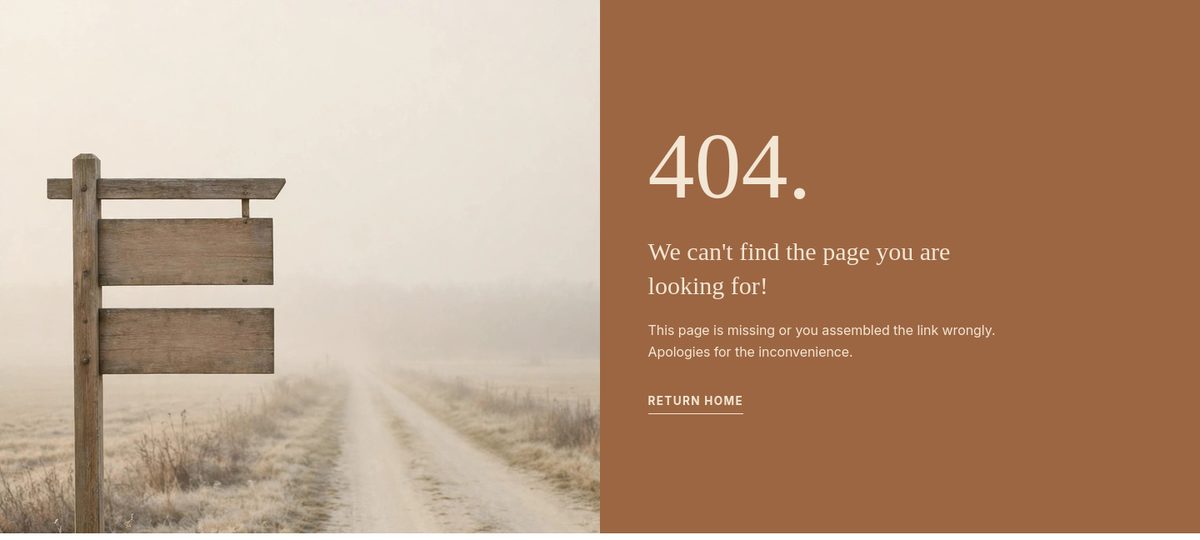 404.
We can't find the page you are
looking for!
This page is missing or you assembled the link wrongly.
Apologies for the inconvenience.
RETURN HOME